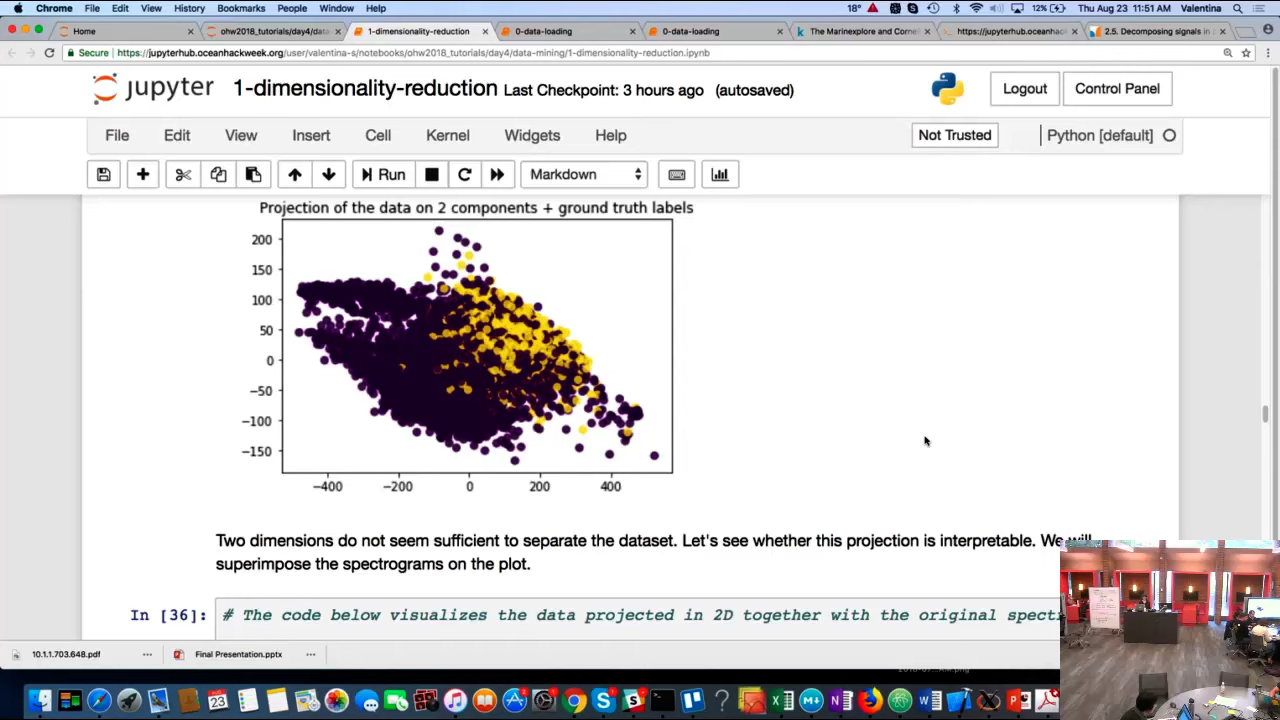 Chrome File Edit View History Bookmarks People Window Help 18° 12% Thu Aug 23 11:51 AM Valentina
Home ohw2018_tutorials/day4/data 1-dimensionality-reduction 0-data-loading 0-data-loading The Marinexplore and Cornel https://jupyterhub.oceanhackwe 2.5. Decomposing signals in
Secure https://jupyterhub.oceanhackweek.org/user/valentina-s/notebooks/ohw2018_tutorials/day4/data-mining/1-dimensionality-reduction.ipynb
jupyter 1-dimensionality-reduction Last Checkpoint: 3 hours ago (autosaved) Logout Control Panel
File Edit View Insert Cell Kernel Widgets Help Not Trusted Python [default]
Run Markdown
Projection of the data on 2 components + ground truth labels
200
150
100
50
0
−50
−100
−150
−400 −200 0 200 400
Two dimensions do not seem sufficient to separate the dataset. Let's see whether this projection is interpretable. We will
superimpose the spectrograms on the plot.
In [36]: # The code below visualizes the data projected in 2D together with the original spectr
10.1.1.703.648.pdf Final Presentation.pptx